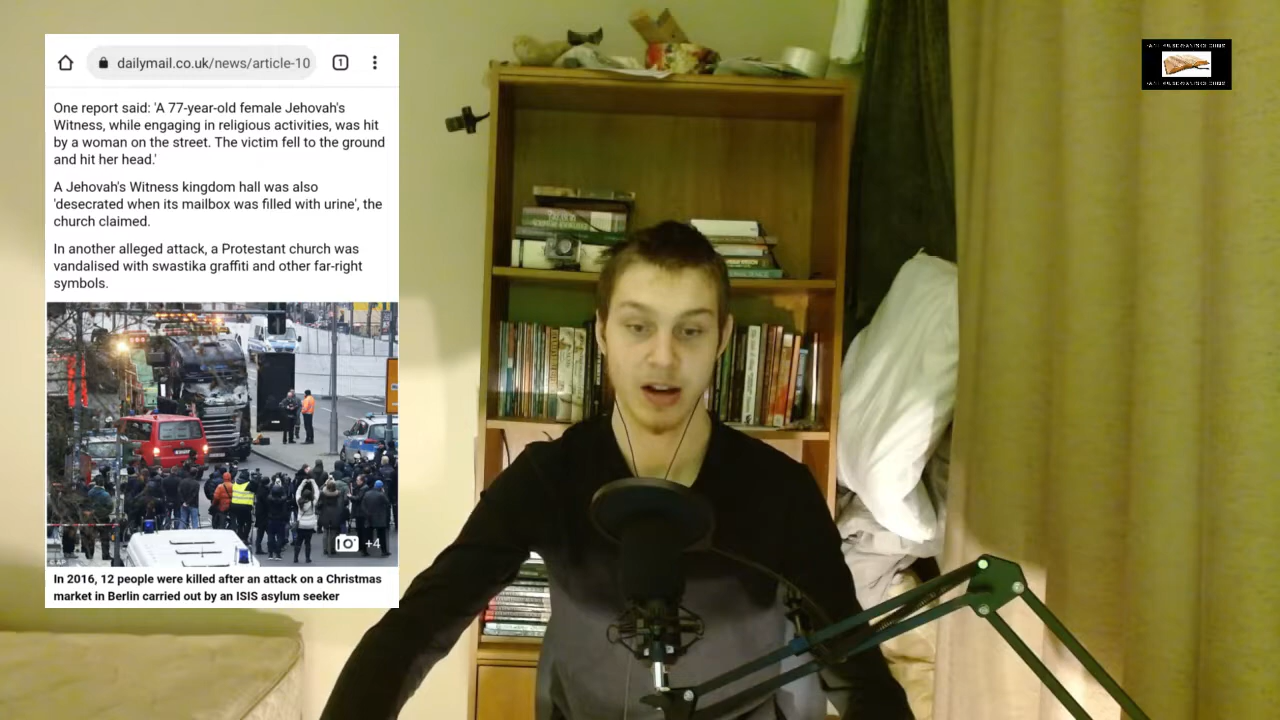 dailymail.co.uk/news/article-10
1
One report said: 'A 77-year-old female Jehovah's
Witness, while engaging in religious activities, was hit
by a woman on the street. The victim fell to the ground
and hit her head.'
A Jehovah's Witness kingdom hall was also
'desecrated when its mailbox was filled with urine', the
church claimed.
In another alleged attack, a Protestant church was
vandalised with swastika graffiti and other far-right
symbols.
+4
In 2016, 12 people were killed after an attack on a Christmas
market in Berlin carried out by an ISIS asylum seeker